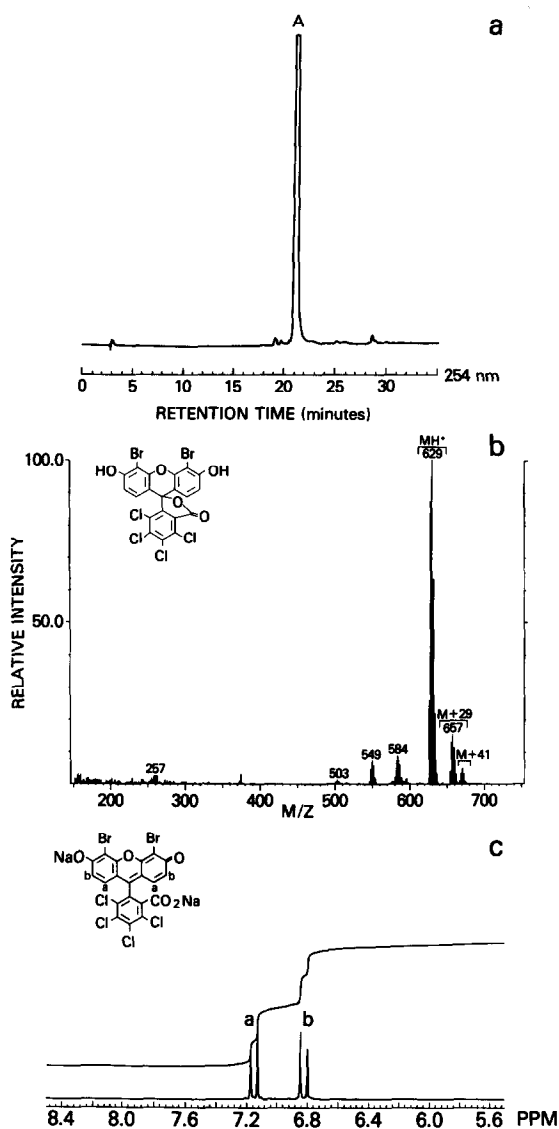 a
A
254 nm
0 10 20 30
RETENTION TIME (minutes)
b
MH⁺
629
100.0
Br Br
HO O OH
O
Cl O
Cl Cl
Cl
RELATIVE INTENSITY
50.0
M+29
657
M+41
257 503 549 584
200 300 400 500 600 700
M/Z
c
Br Br
NaO O O
b b
a a
Cl CO₂Na
Cl Cl
Cl
a b
8.4 8.0 7.6 7.2 6.8 6.4 6.0 5.6 PPM